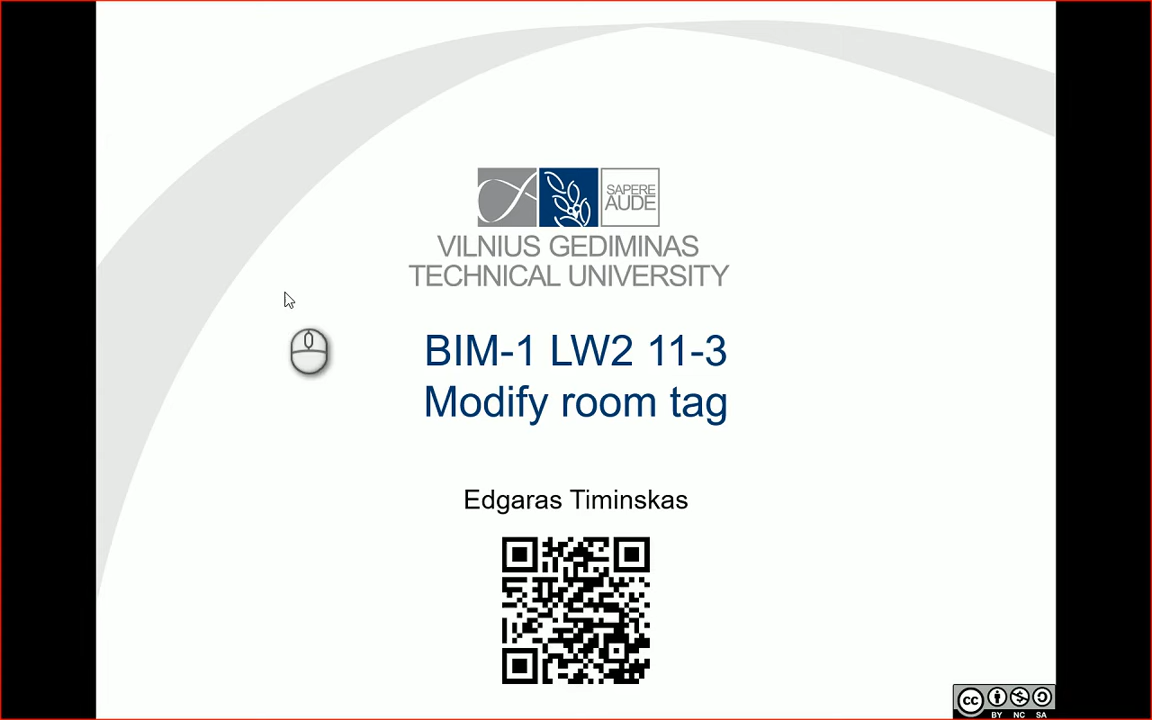 SAPERE
AUDE
VILNIUS GEDIMINAS
TECHNICAL UNIVERSITY
BIM-1 LW2 11-3
Modify room tag
Edgaras Timinskas
cc
BY NC SA